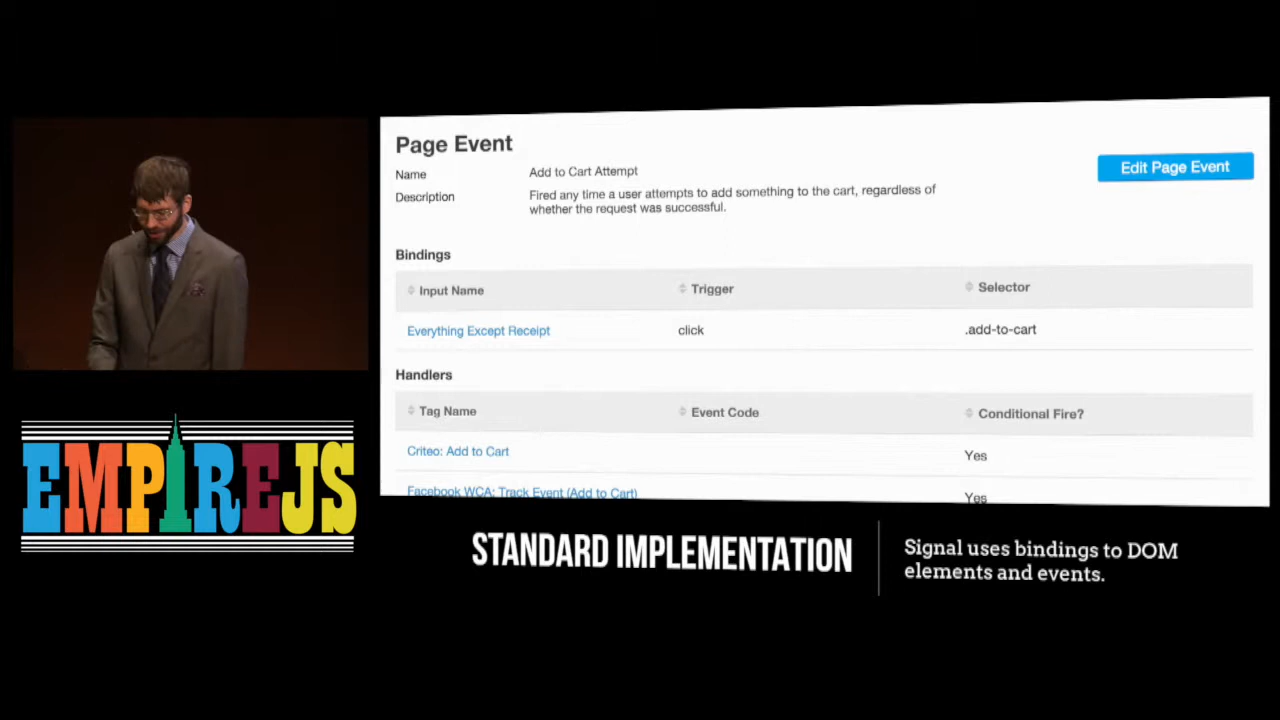 Page Event
Edit Page Event
Name Add to Cart Attempt
Description Fired any time a user attempts to add something to the cart, regardless of
whether the request was successful.
Bindings
Input Name Trigger Selector
Everything Except Receipt click .add-to-cart
Handlers
Tag Name Event Code Conditional Fire?
Criteo: Add to Cart Yes
Facebook WCA: Track Event (Add to Cart) Yes
EMPIREJS
STANDARD IMPLEMENTATION
Signal uses bindings to DOM
elements and events.